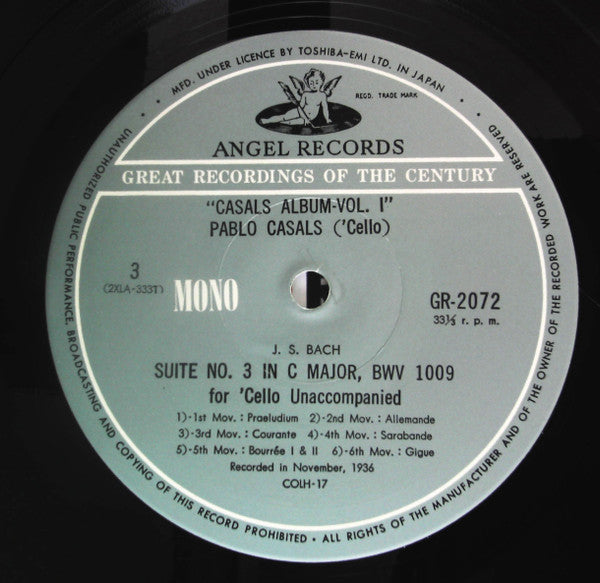 MFD. UNDER LICENCE BY TOSHIBA-EMI LTD. IN JAPAN
REGD. TRADE MARK
ANGEL RECORDS
GREAT RECORDINGS OF THE CENTURY
"CASALS ALBUM-VOL. I"
PABLO CASALS ('Cello)
3
(2XLA-333T)
MONO
GR-2072
33⅓ r. p. m.
J. S. BACH
SUITE NO. 3 IN C MAJOR, BWV 1009
for 'Cello Unaccompanied
1)·1st Mov. : Praeludium 2)·2nd Mov. : Allemande
3)·3rd Mov. : Courante 4)·4th Mov. : Sarabande
5)·5th Mov. : Bourrée I & II 6)·6th Mov. : Gigue
Recorded in November, 1936
COLH-17
UNAUTHORIZED PUBLIC PERFORMANCE, BROADCASTING AND COPYING OF THIS RECORD PROHIBITED · ALL RIGHTS OF THE MANUFACTURER AND OF THE OWNER OF THE RECORDED WORK ARE RESERVED